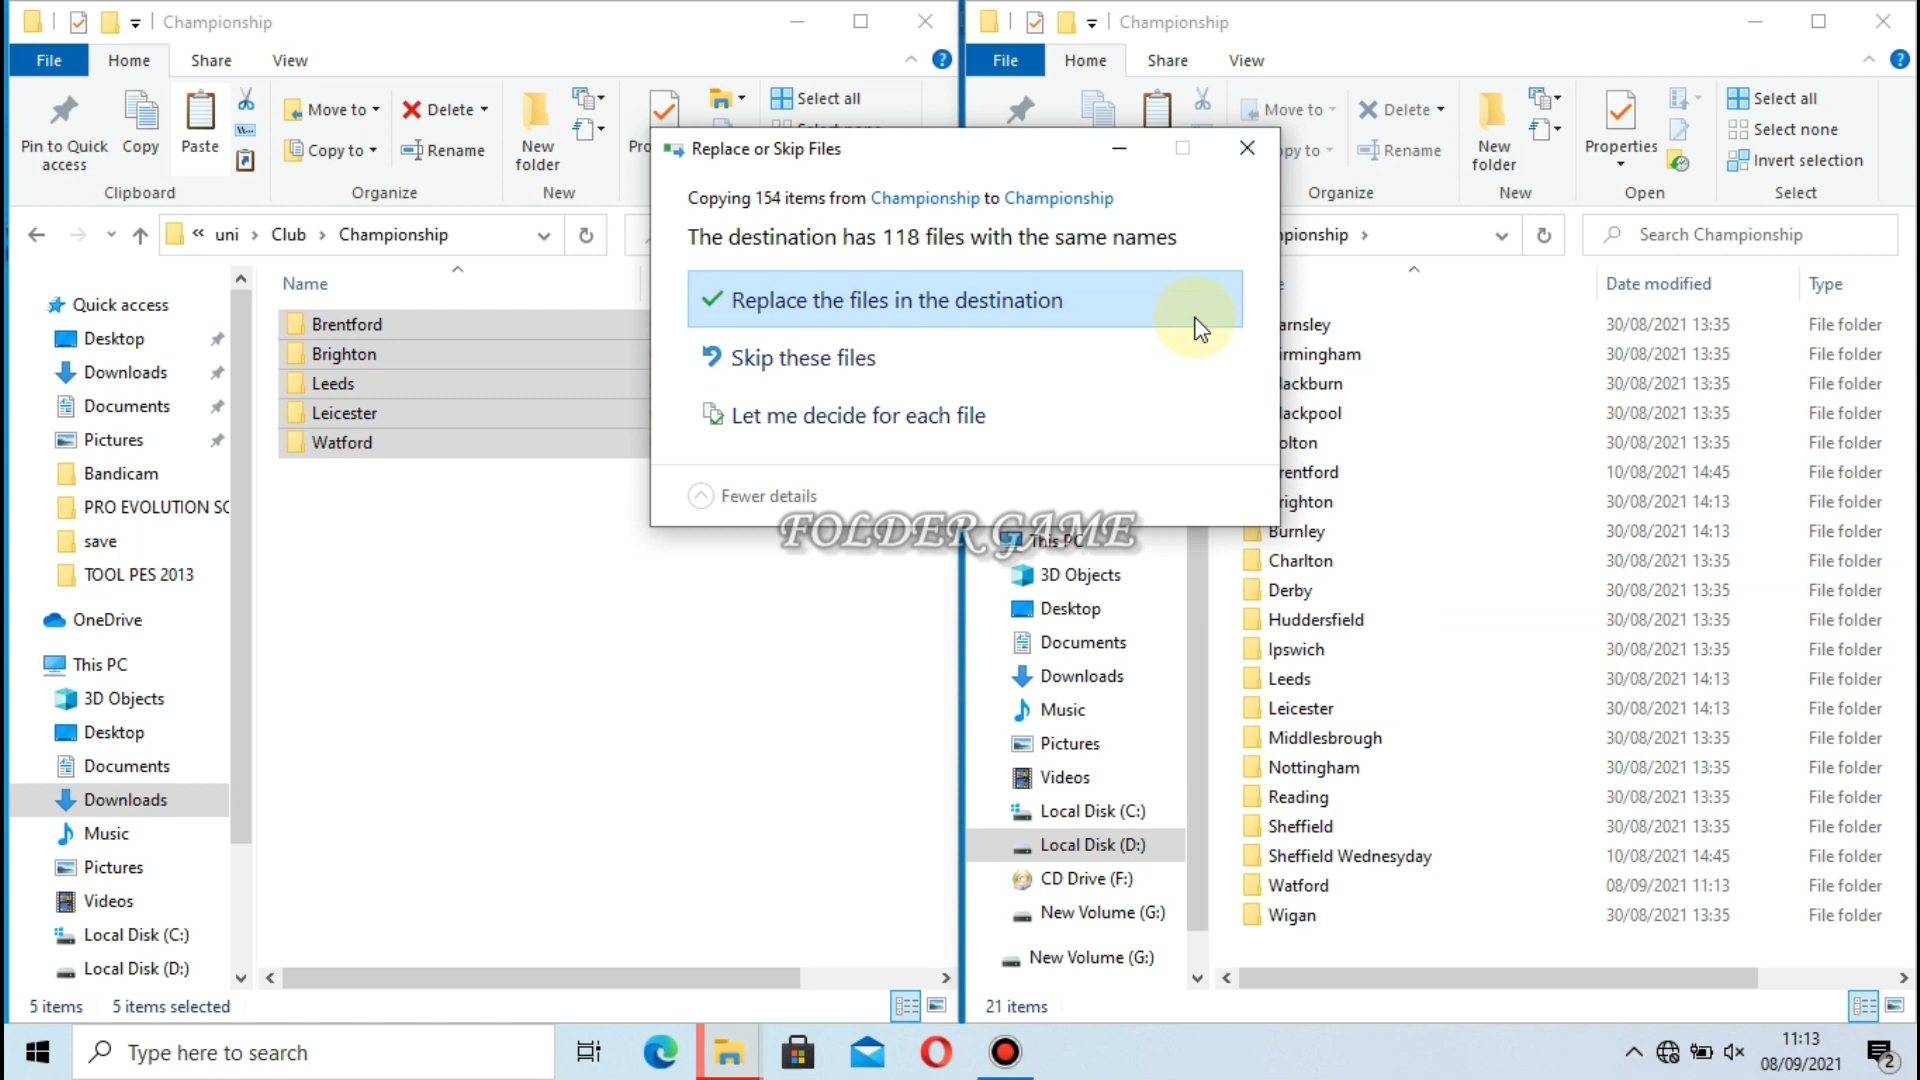 Championship
File
Home
Share
View
Pin to Quick
access
Copy
Paste
Move to
Copy to
Delete
Rename
New
folder
Select all
Clipboard
Organize
New
« uni › Club › Championship
Name
Quick access
Desktop
Downloads
Documents
Pictures
Bandicam
PRO EVOLUTION SC
save
TOOL PES 2013
OneDrive
This PC
3D Objects
Desktop
Documents
Downloads
Music
Pictures
Videos
Local Disk (C:)
Local Disk (D:)
Brentford
Brighton
Leeds
Leicester
Watford
5 items
5 items selected
Replace or Skip Files
Copying 154 items from Championship to Championship
The destination has 118 files with the same names
Replace the files in the destination
Skip these files
Let me decide for each file
Fewer details
FOLDER GAME
Championship
File
Home
Share
View
Move to
Delete
Rename
New
folder
Properties
Select all
Select none
Invert selection
Organize
New
Open
Select
Search Championship
Date modified
Type
This PC
3D Objects
Desktop
Documents
Downloads
Music
Pictures
Videos
Local Disk (C:)
Local Disk (D:)
CD Drive (F:)
New Volume (G:)
New Volume (G:)
arnsley 30/08/2021 13:35 File folder
irmingham 30/08/2021 13:35 File folder
lackburn 30/08/2021 13:35 File folder
lackpool 30/08/2021 13:35 File folder
olton 30/08/2021 13:35 File folder
rentford 10/08/2021 14:45 File folder
righton 30/08/2021 14:13 File folder
Burnley 30/08/2021 14:13 File folder
Charlton 30/08/2021 13:35 File folder
Derby 30/08/2021 13:35 File folder
Huddersfield 30/08/2021 13:35 File folder
Ipswich 30/08/2021 13:35 File folder
Leeds 30/08/2021 14:13 File folder
Leicester 30/08/2021 14:13 File folder
Middlesbrough 30/08/2021 13:35 File folder
Nottingham 30/08/2021 13:35 File folder
Reading 30/08/2021 13:35 File folder
Sheffield 30/08/2021 13:35 File folder
Sheffield Wednesyday 10/08/2021 14:45 File folder
Watford 08/09/2021 11:13 File folder
Wigan 30/08/2021 13:35 File folder
21 items
Type here to search
11:13
08/09/2021
2